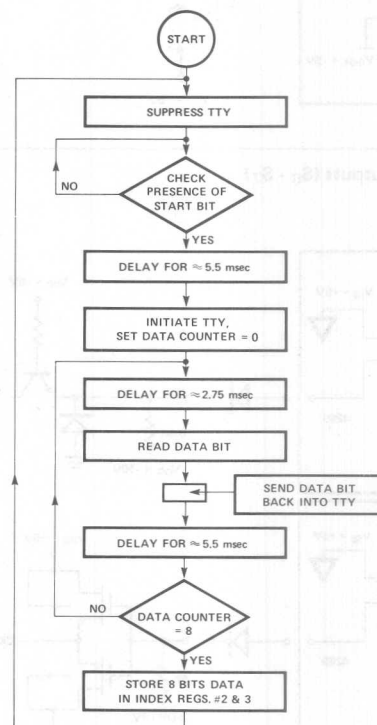 START
SUPPRESS TTY
CHECK
PRESENCE OF
START BIT
NO
YES
DELAY FOR ≈ 5.5 msec
INITIATE TTY,
SET DATA COUNTER = 0
DELAY FOR ≈ 2.75 msec
READ DATA BIT
SEND DATA BIT
BACK INTO TTY
DELAY FOR ≈ 5.5 msec
NO
DATA COUNTER
= 8
YES
STORE 8 BITS DATA
IN INDEX REGS. #2 & 3